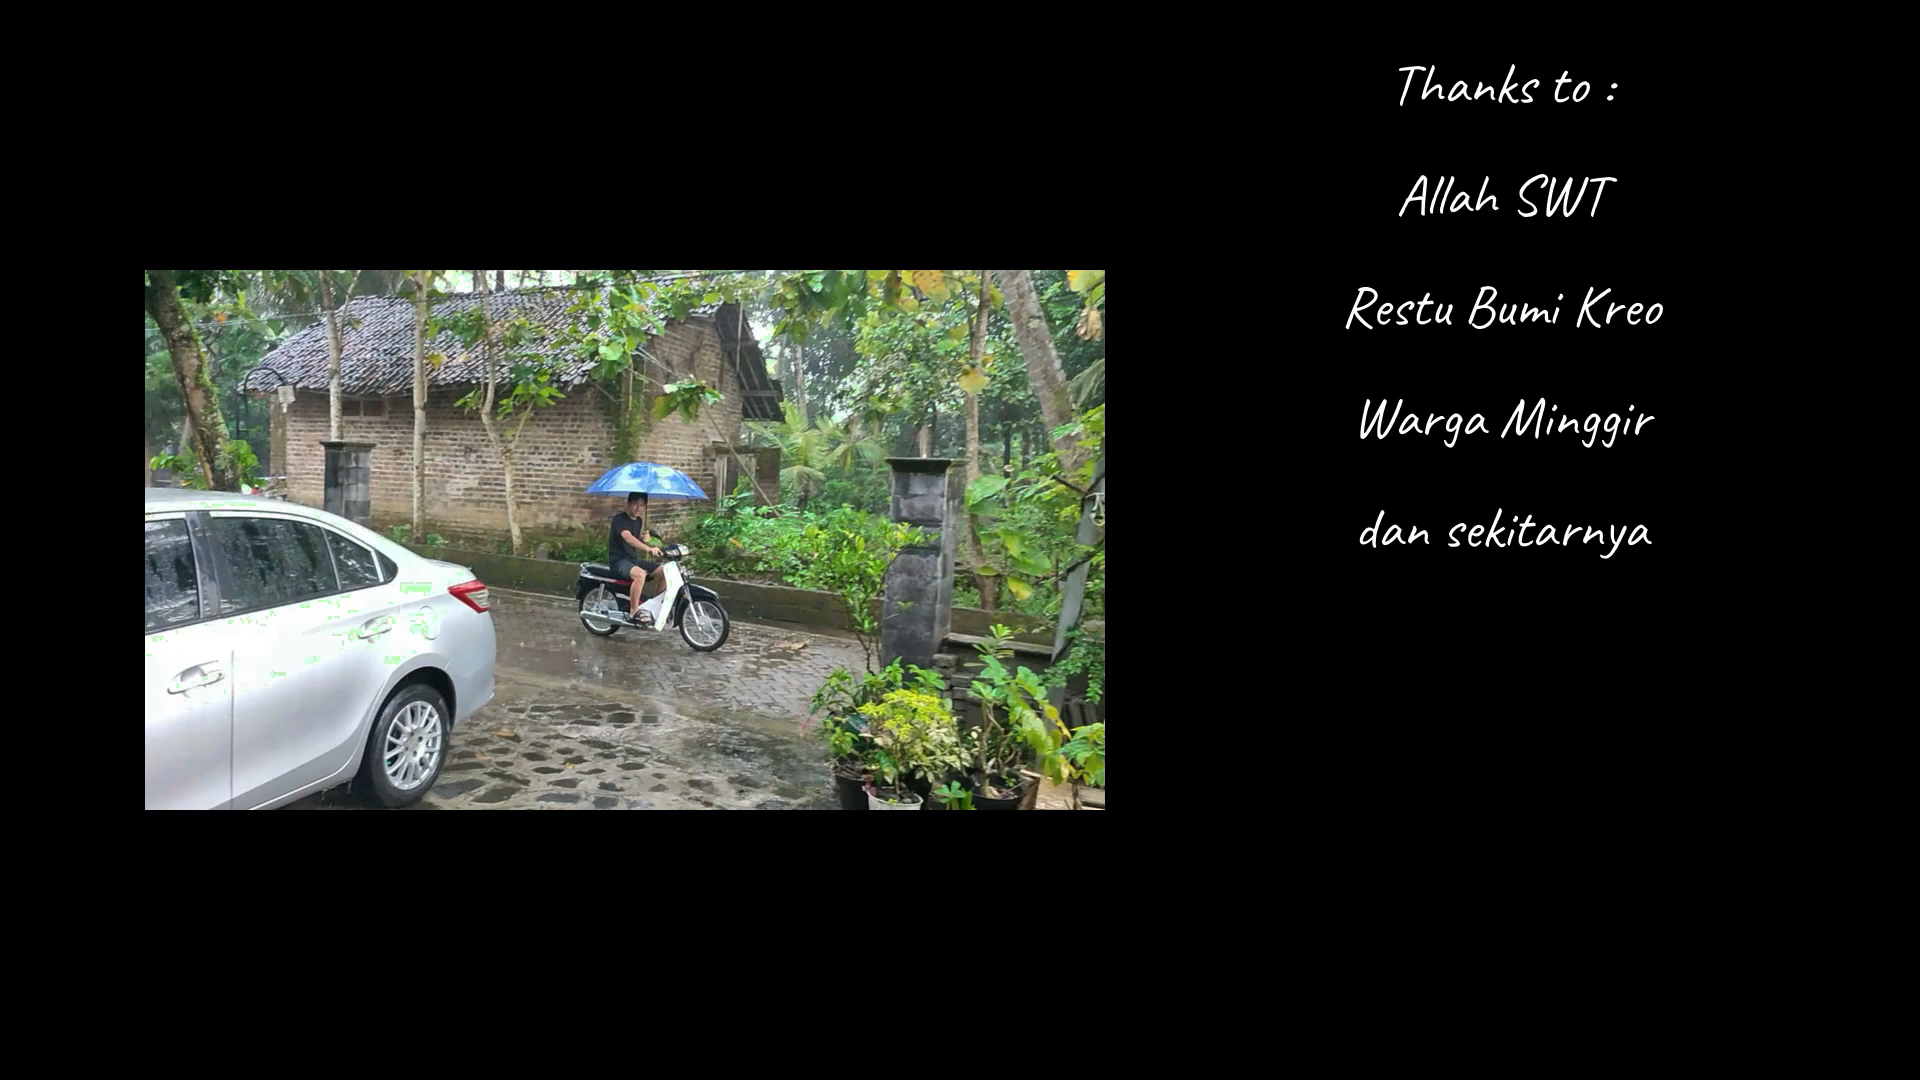 Thanks to :
Allah SWT
Restu Bumi Kreo
Warga Minggir
dan sekitarnya